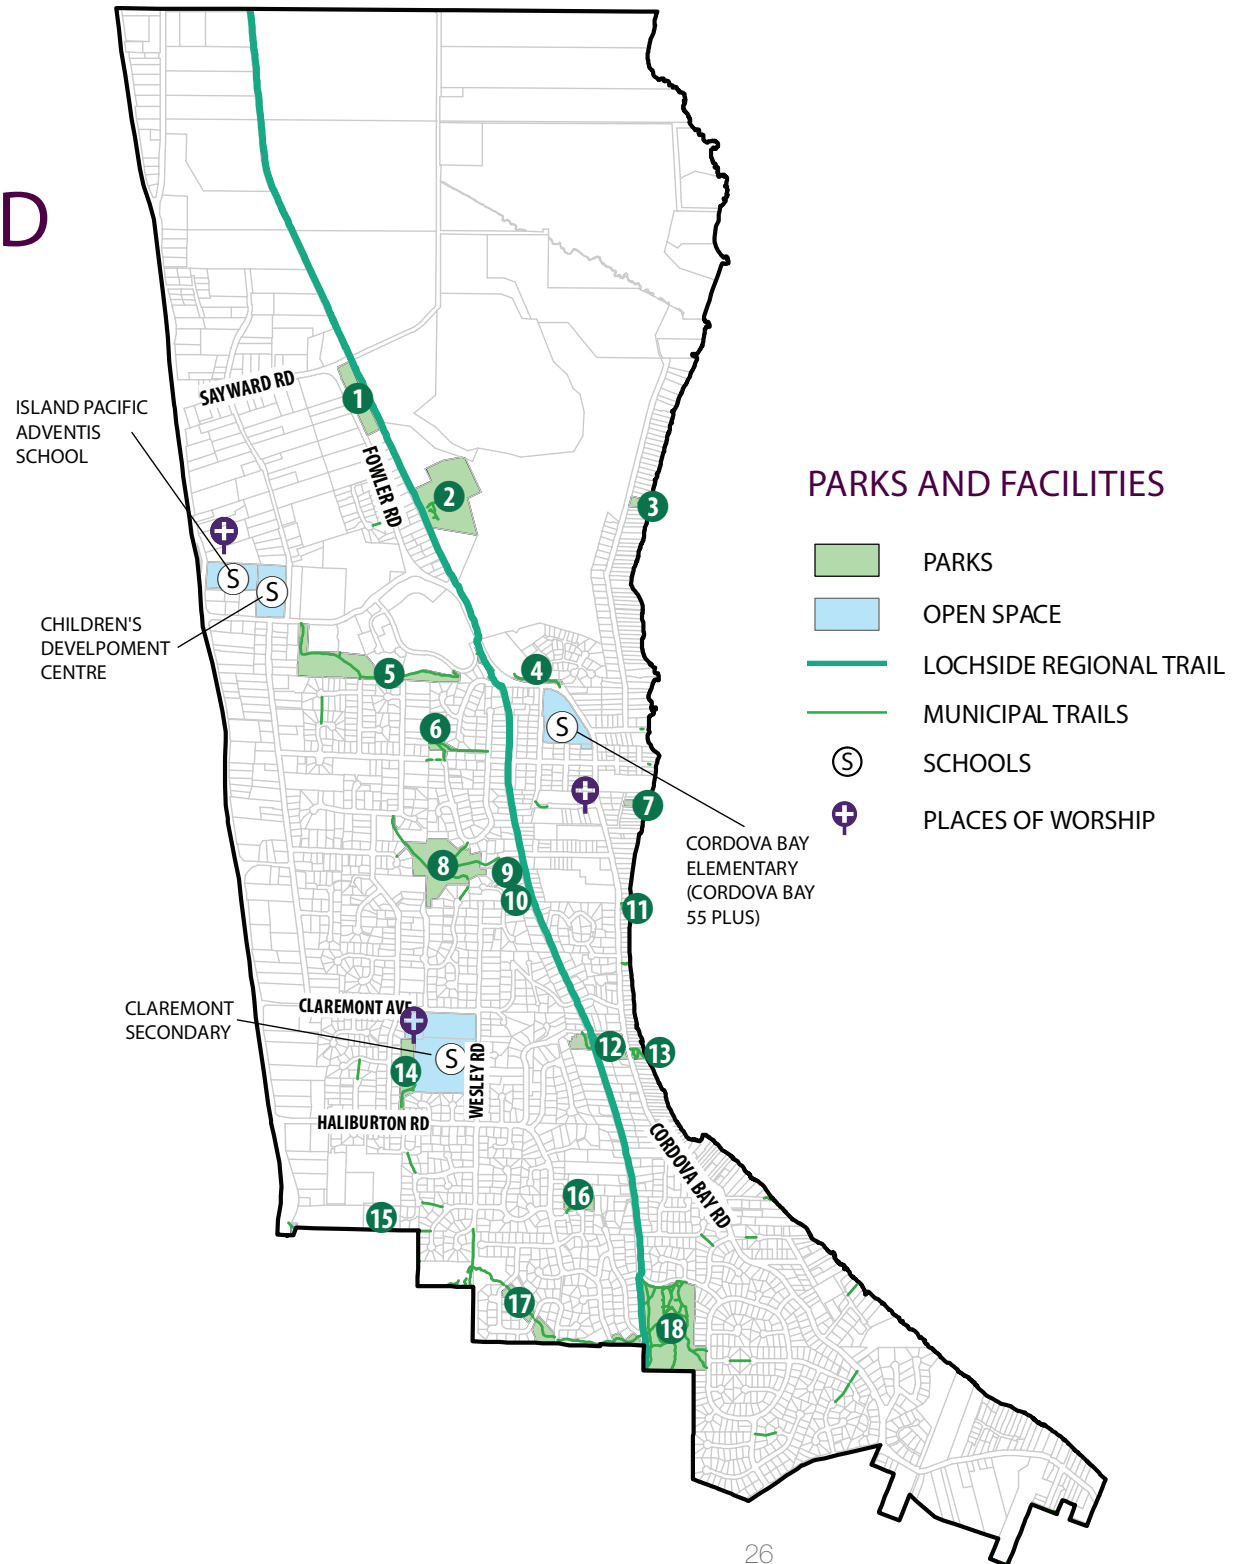 D
SAYWARD RD
ISLAND PACIFIC
ADVENTIS
SCHOOL
1
FOWLER RD
2
3
S
S
CHILDREN'S
DEVELPOMENT
CENTRE
4
5
6
S
7
CORDOVA BAY
ELEMENTARY
(CORDOVA BAY
55 PLUS)
8
9
10
11
CLAREMONT
SECONDARY
CLAREMONT AVE
S
WESLEY RD
12
13
14
HALIBURTON RD
CORDOVA BAY RD
15
16
17
18
PARKS AND FACILITIES
PARKS
OPEN SPACE
LOCHSIDE REGIONAL TRAIL
MUNICIPAL TRAILS
S
SCHOOLS
PLACES OF WORSHIP
26